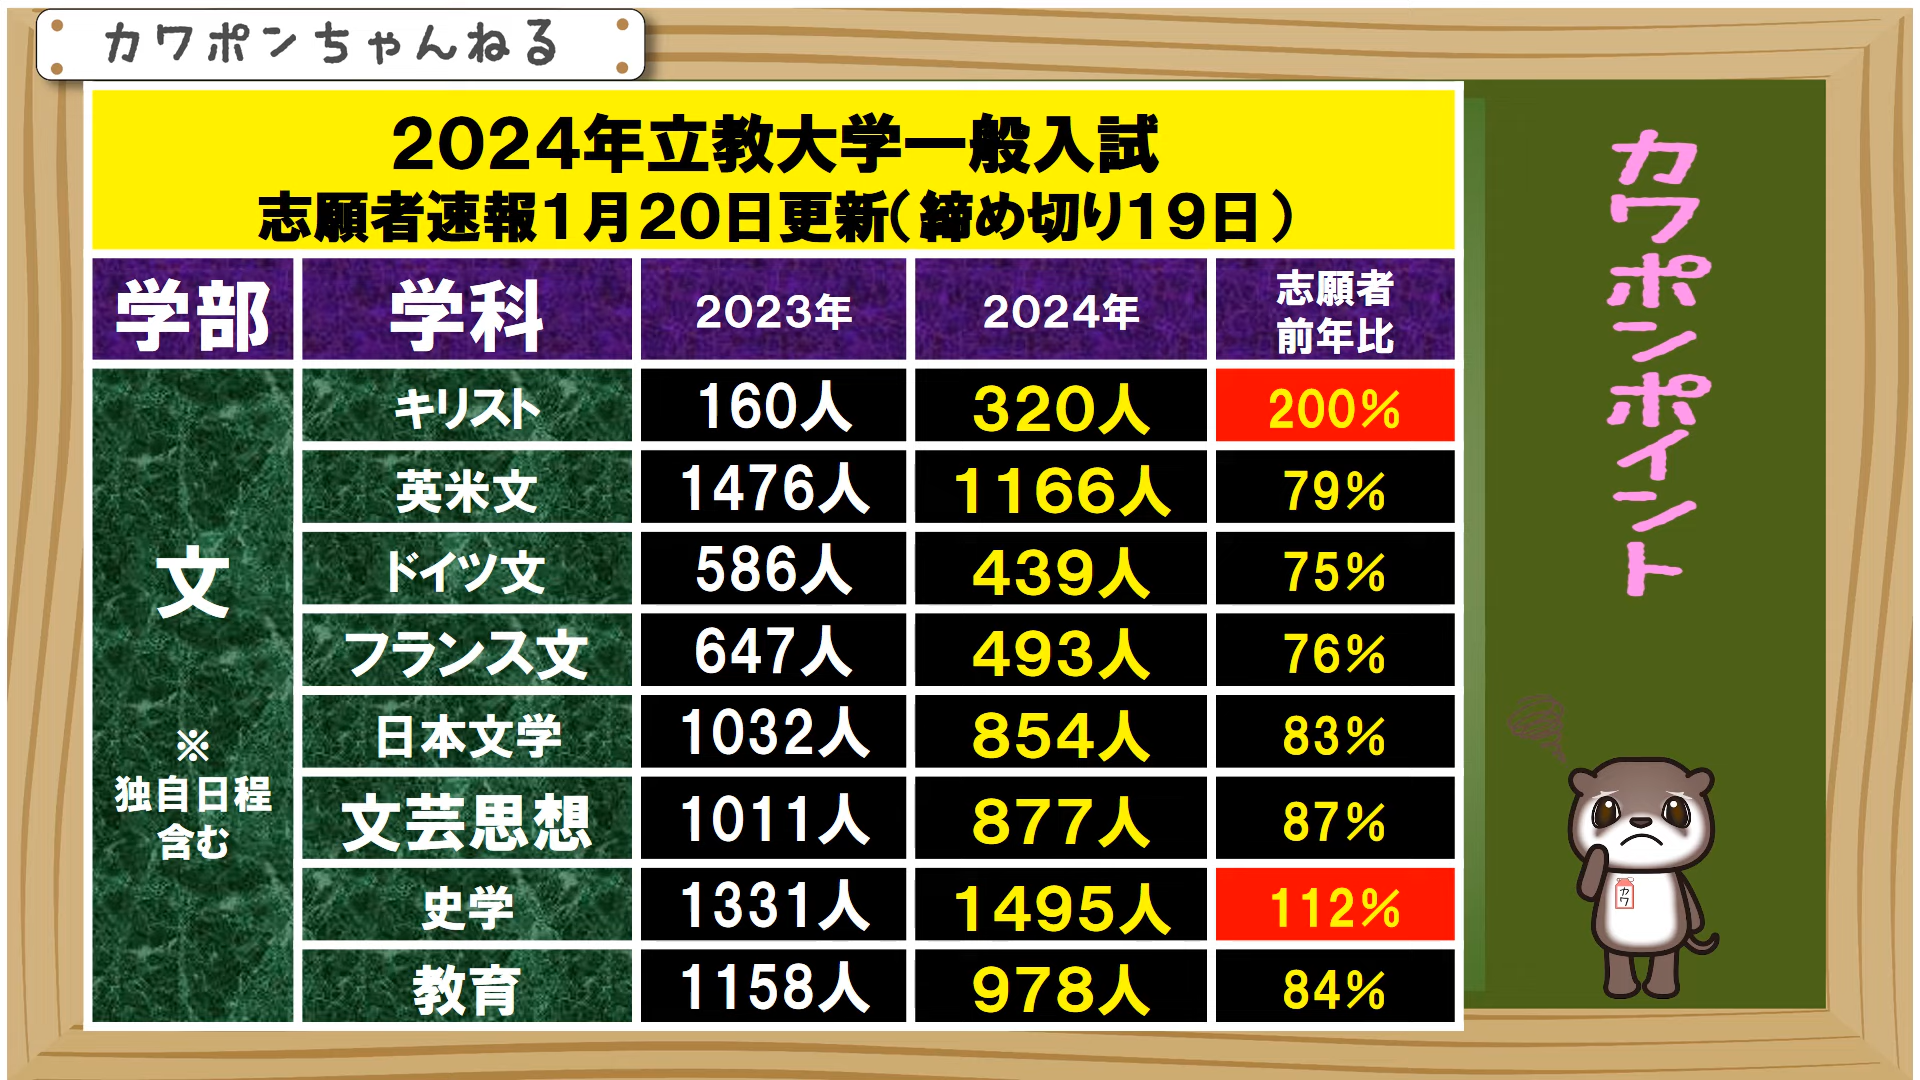 カワポンちゃんねる
2024年立教大学一般入試
志願者速報1月20日更新(締め切り19日)
学部 学科 2023年 2024年 志願者前年比
文
※
独自日程
含む
キリスト 160人 320人 200%
英米文 1476人 1166人 79%
ドイツ文 586人 439人 75%
フランス文 647人 493人 76%
日本文学 1032人 854人 83%
文芸思想 1011人 877人 87%
史学 1331人 1495人 112%
教育 1158人 978人 84%
カワポンポイント
カワ